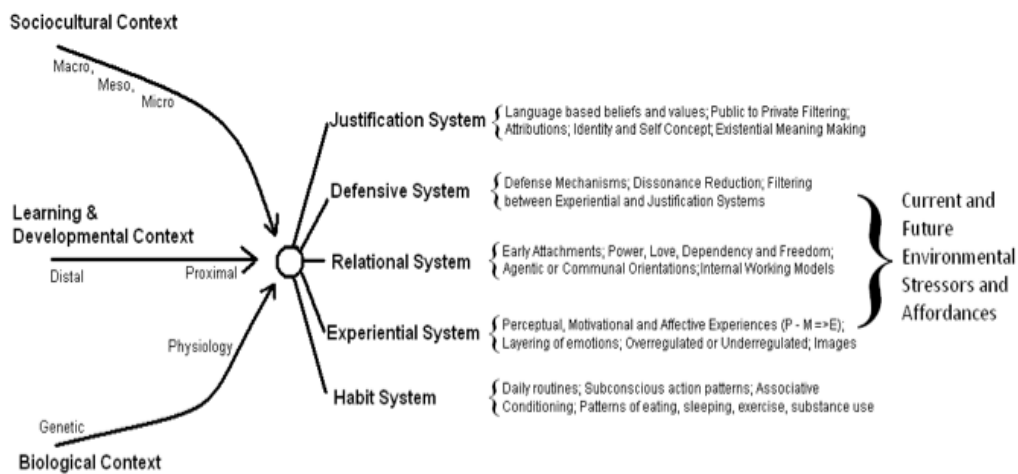 Sociocultural Context
Macro,
Meso,
Micro
Learning &
Developmental Context
Distal
Proximal
Physiology
Genetic
Biological Context
Justification System
{ Language based beliefs and values; Public to Private Filtering;
{ Attributions; Identity and Self Concept; Existential Meaning Making
Defensive System
{ Defense Mechanisms; Dissonance Reduction; Filtering
{ between Experiential and Justification Systems
Relational System
{ Early Attachments; Power, Love, Dependency and Freedom;
{ Agentic or Communal Orientations;Internal Working Models
Experiential System
{ Perceptual, Motivational and Affective Experiences (P - M =>E);
{ Layering of emotions; Overregulated or Underregulated; Images
Habit System
{ Daily routines; Subconscious action patterns; Associative
{ Conditioning; Patterns of eating, sleeping, exercise, substance use
} Current and
Future
Environmental
Stressors and
Affordances